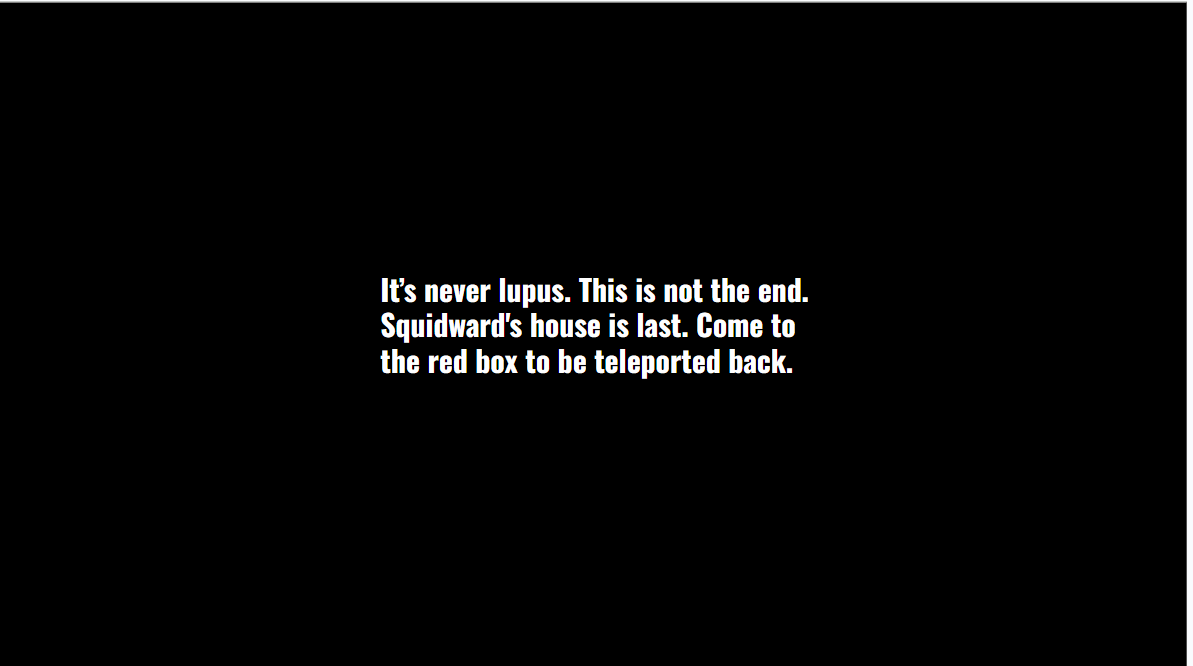 It’s never lupus. This is not the end.
Squidward's house is last. Come to
the red box to be teleported back.